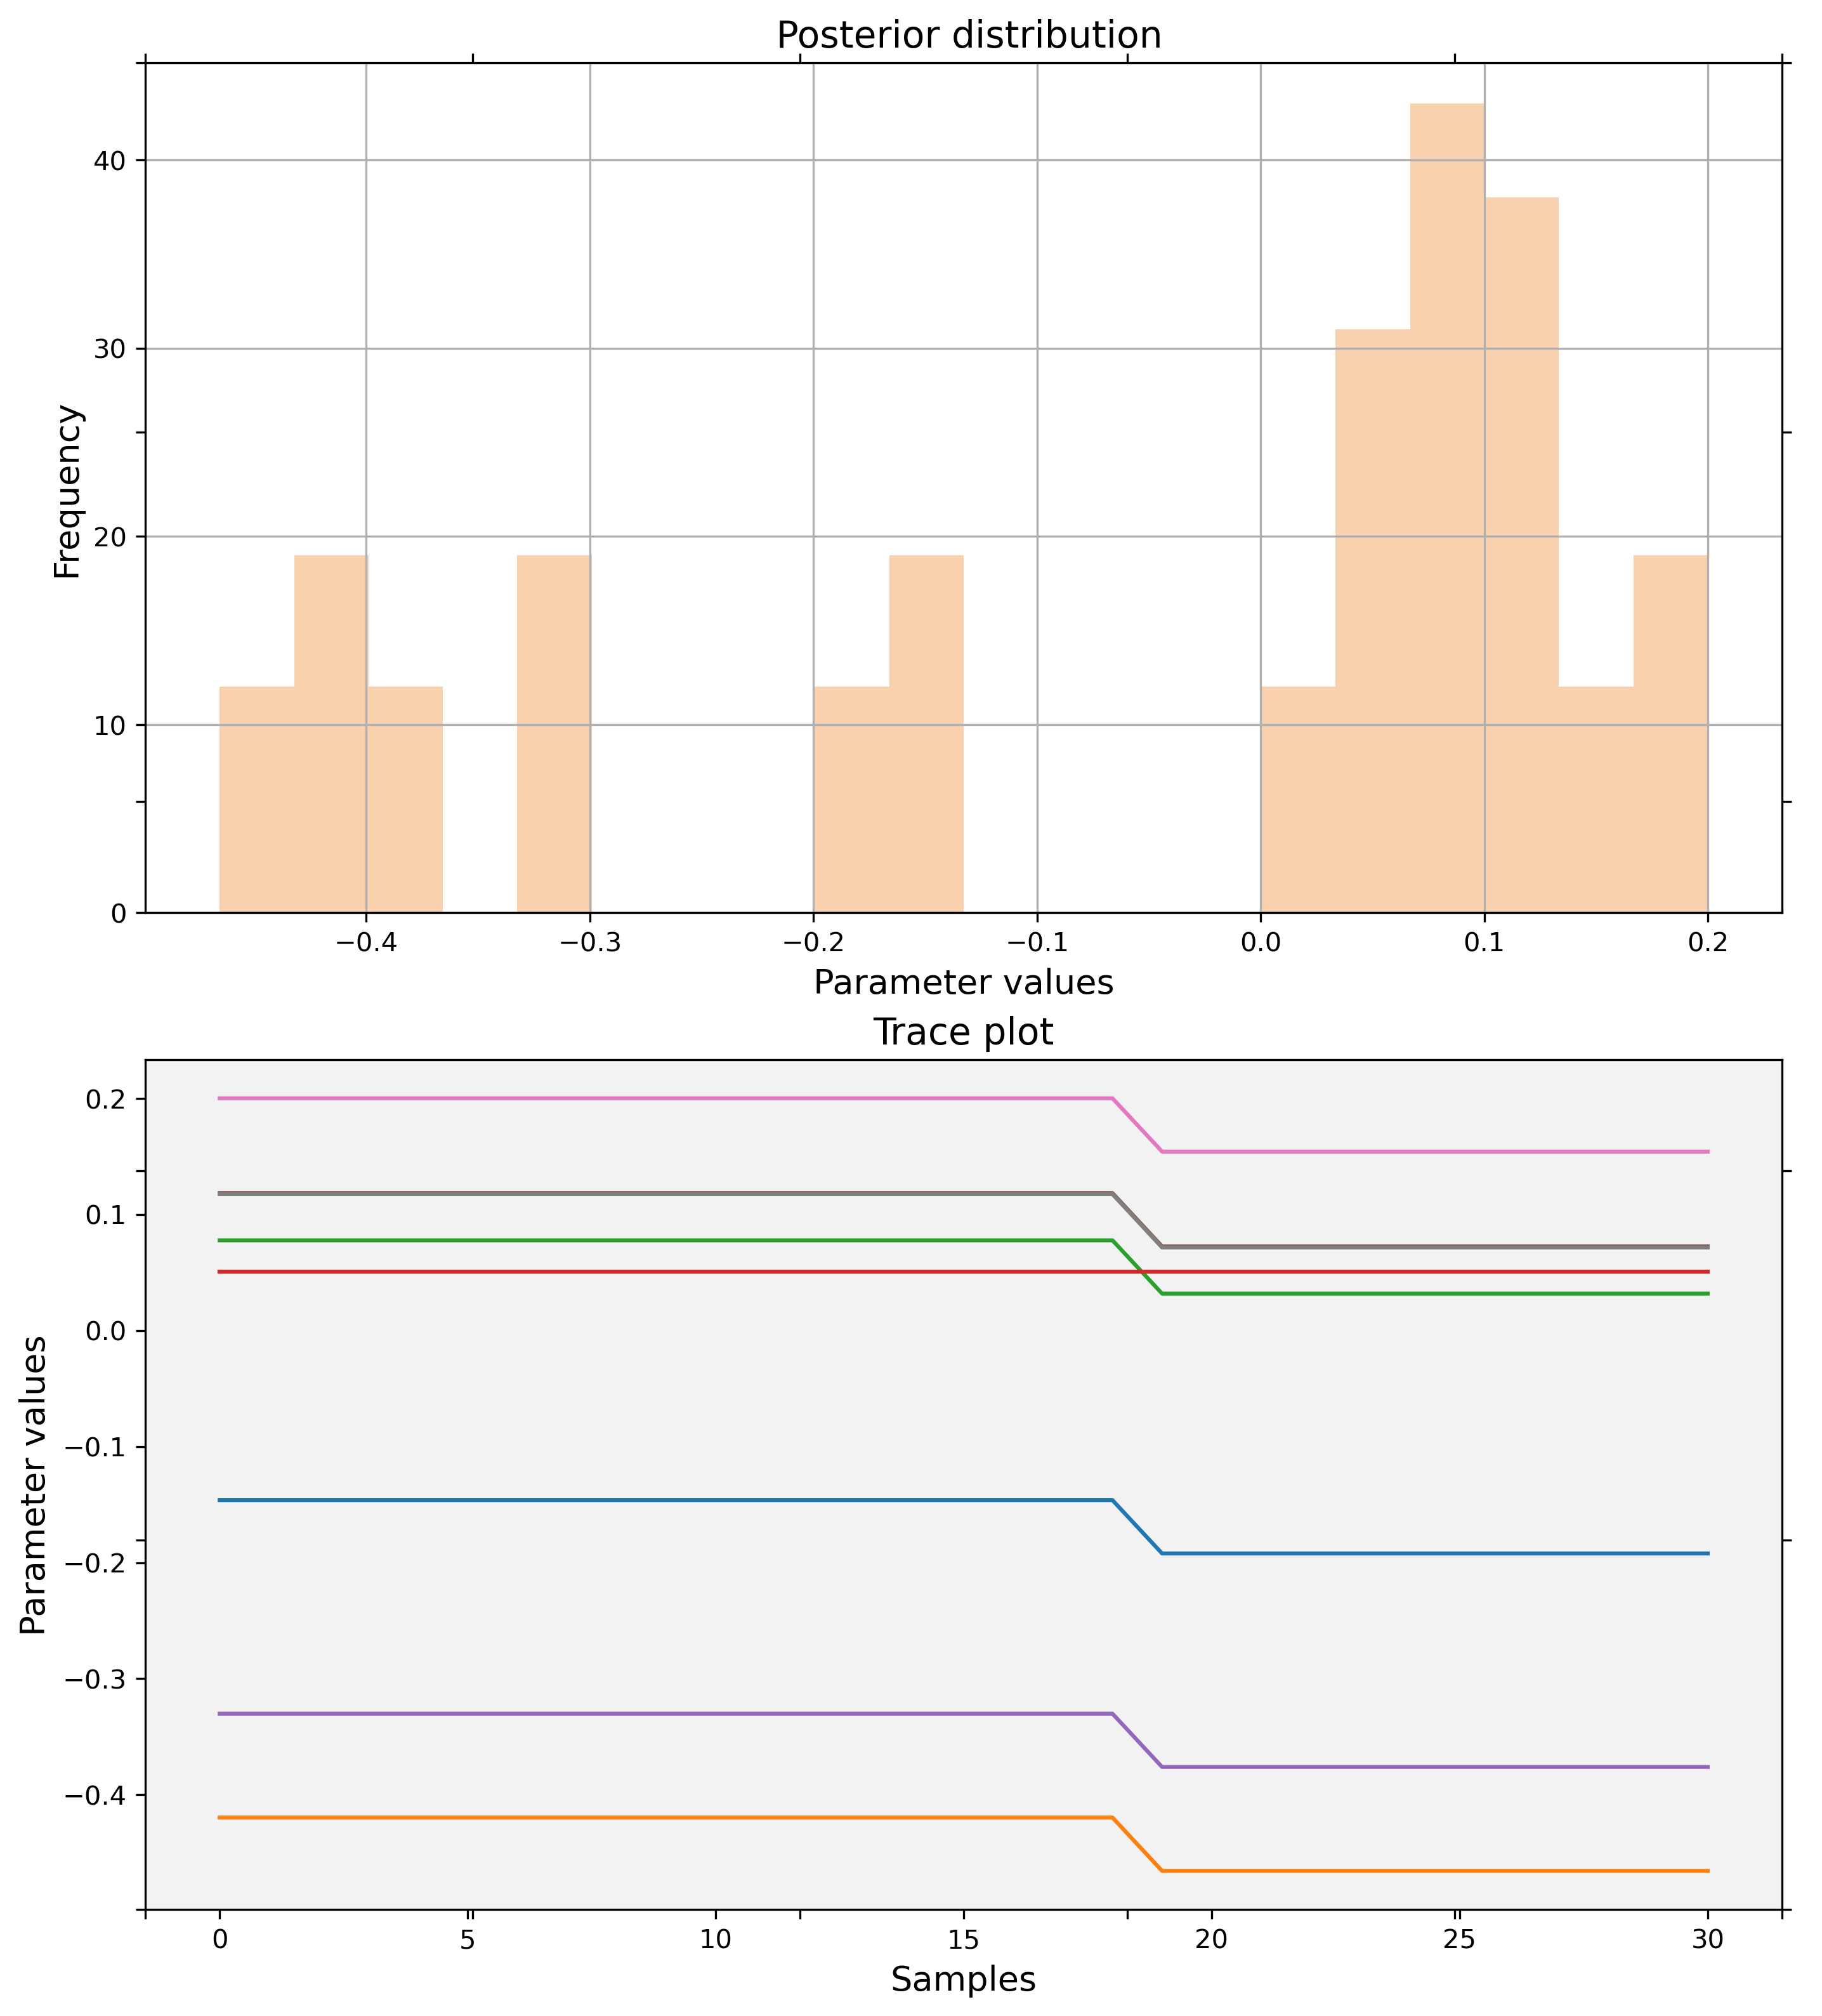 Posterior distribution
Frequency
40
30
20
10
0
−0.4 −0.3 −0.2 −0.1 0.0 0.1 0.2
Parameter values
Trace plot
Parameter values
0.2
0.1
0.0
−0.1
−0.2
−0.3
−0.4
0 5 10 15 20 25 30
Samples